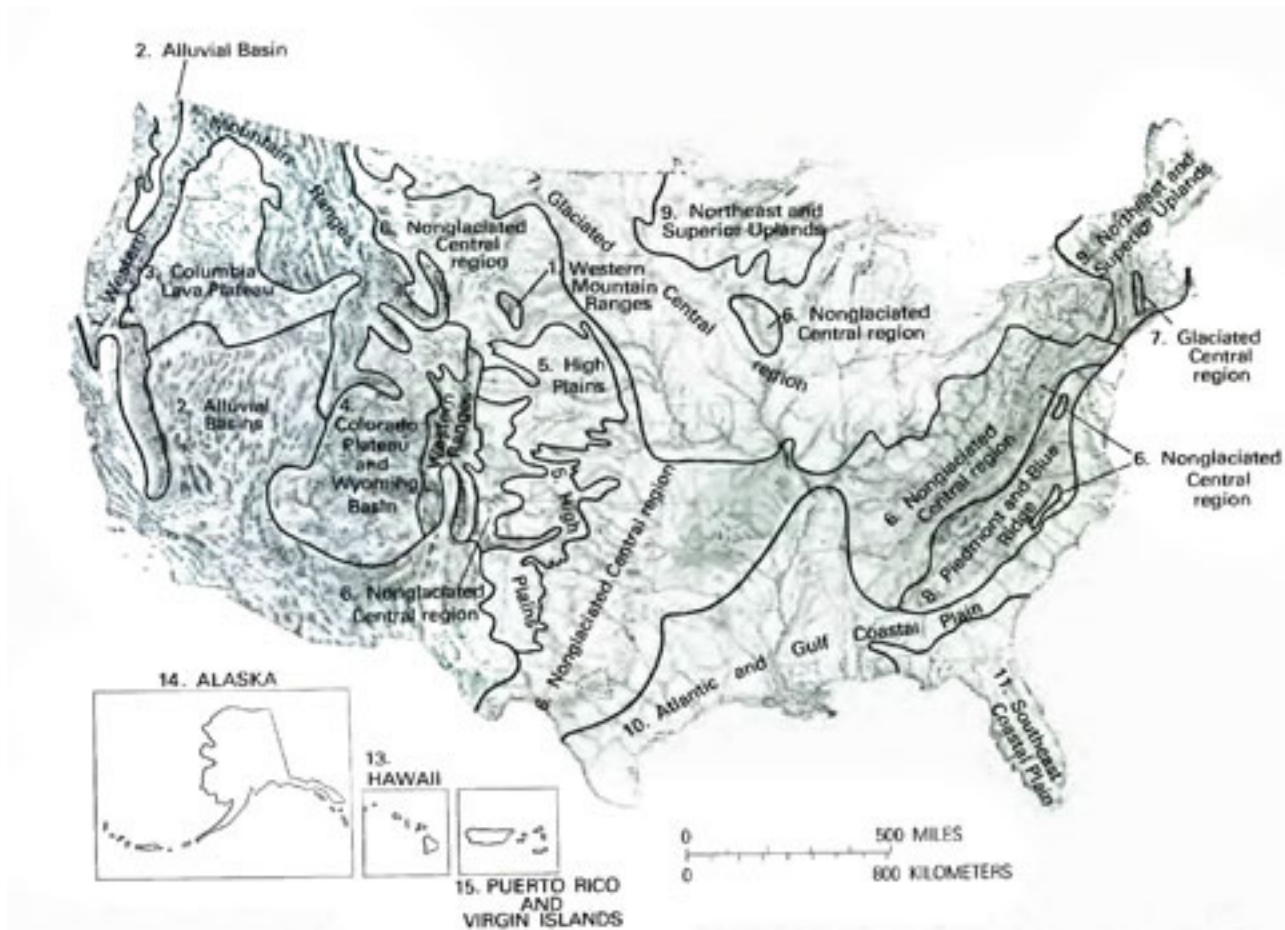 2. Alluvial Basin
Mountain
Ranges
Western
3. Columbia
Lava Plateau
6. Nonglaciated
Central
region
7. Glaciated
Central
region
9. Northeast and
Superior Uplands
1. Western
Mountain
Ranges
6. Nonglaciated
Central region
9. Northeast and
Superior Uplands
7. Glaciated
Central
region
5. High
Plains
2. Alluvial
Basins
4.
Colorado
Plateau
and
Wyoming
Basin
Western
Ranges
5. High
Plains
6. Nonglaciated
Central region
6. Nonglaciated
Central region
8. Piedmont and Blue
Ridge
6. Nonglaciated
Central
region
6. Nonglaciated Central region
10. Atlantic and Gulf Coastal Plain
11. Southeast
Coastal Plain
14. ALASKA
13.
HAWAII
15. PUERTO RICO
AND
VIRGIN ISLANDS
0 500 MILES
0 800 KILOMETERS